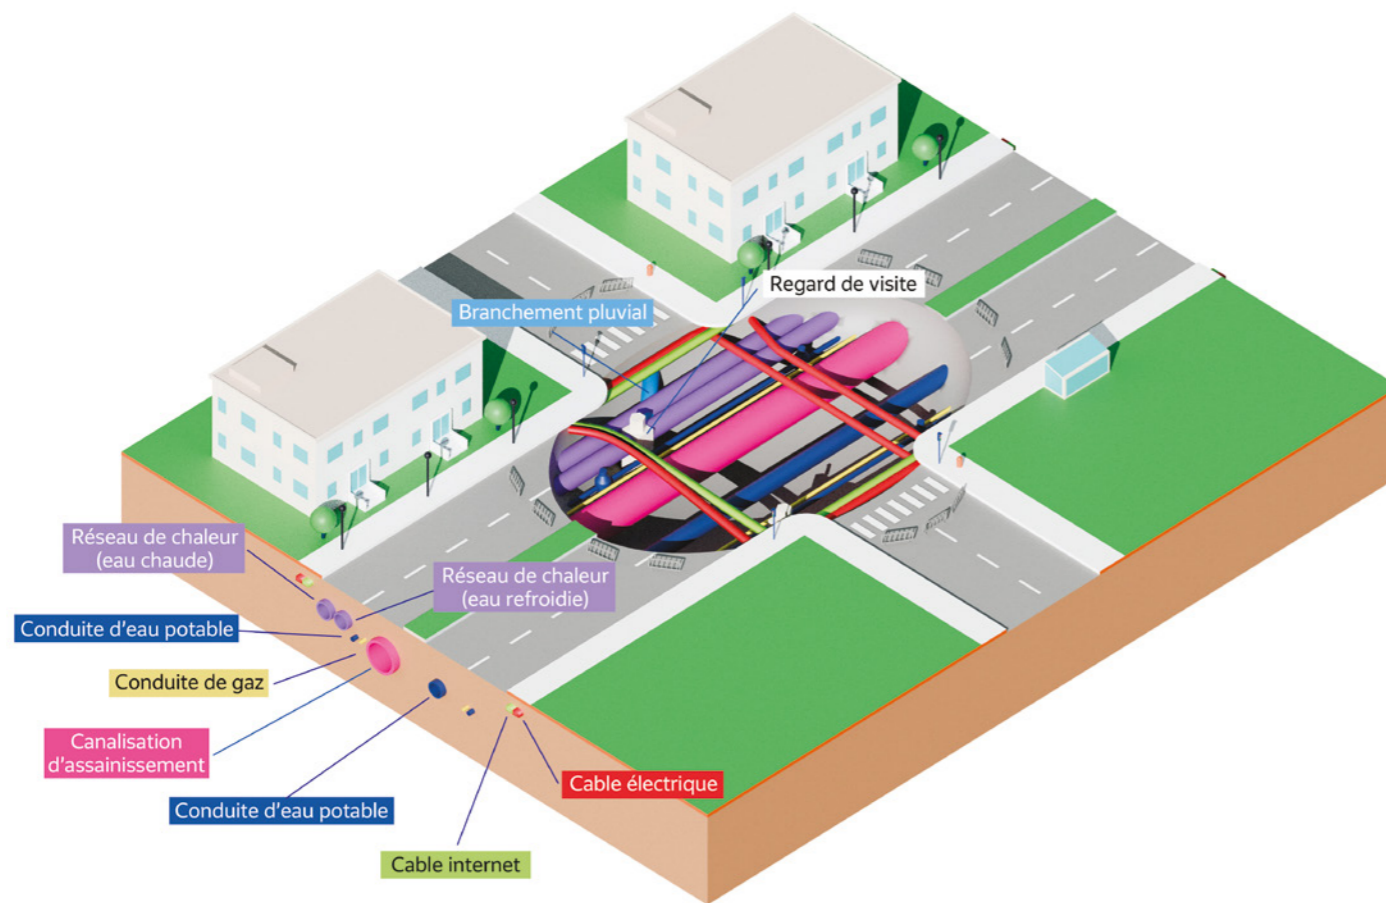 Regard de visite
Branchement pluvial
Réseau de chaleur
(eau chaude)
Réseau de chaleur
(eau refroidie)
Conduite d'eau potable
Conduite de gaz
Canalisation
d'assainissement
Cable électrique
Conduite d'eau potable
Cable internet